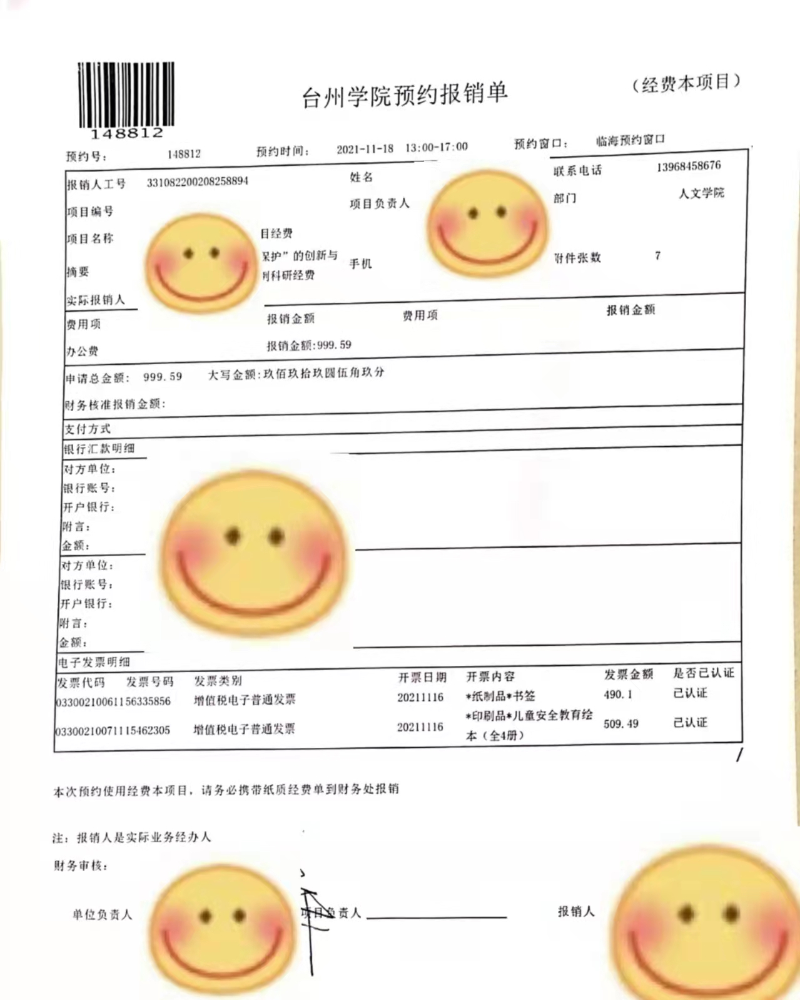 148812
台州学院预约报销单
（经费本项目）
预约号： 148812 预约时间： 2021-11-18 13:00-17:00 预约窗口： 临海预约窗口
报销人工号 331082200208258894 姓名 联系电话 13968458676
项目编号 项目负责人 部门 人文学院
项目名称 目经费
保护”的创新与
摘要 科研经费 手机 附件张数 7
实际报销人
费用项 报销金额 费用项 报销金额
办公费 报销金额:999.59
申请总金额： 999.59 大写金额:玖佰玖拾玖圆伍角玖分
财务核准报销金额：
支付方式
银行汇款明细
对方单位：
银行账号：
开户银行：
附言：
金额：
对方单位：
银行账号：
开户银行：
附言：
金额：
电子发票明细
发票代码 发票号码 发票类别 开票日期 开票内容 发票金额 是否已认证
03300210061156335856 增值税电子普通发票 20211116 *纸制品*书签 490.1 已认证
03300210071115462305 增值税电子普通发票 20211116 *印刷品*儿童安全教育绘 509.49 已认证
本（全4册）
本次预约使用经费本项目，请务必携带纸质经费单到财务处报销
注：报销人是实际业务经办人
财务审核：
单位负责人 项目负责人 报销人